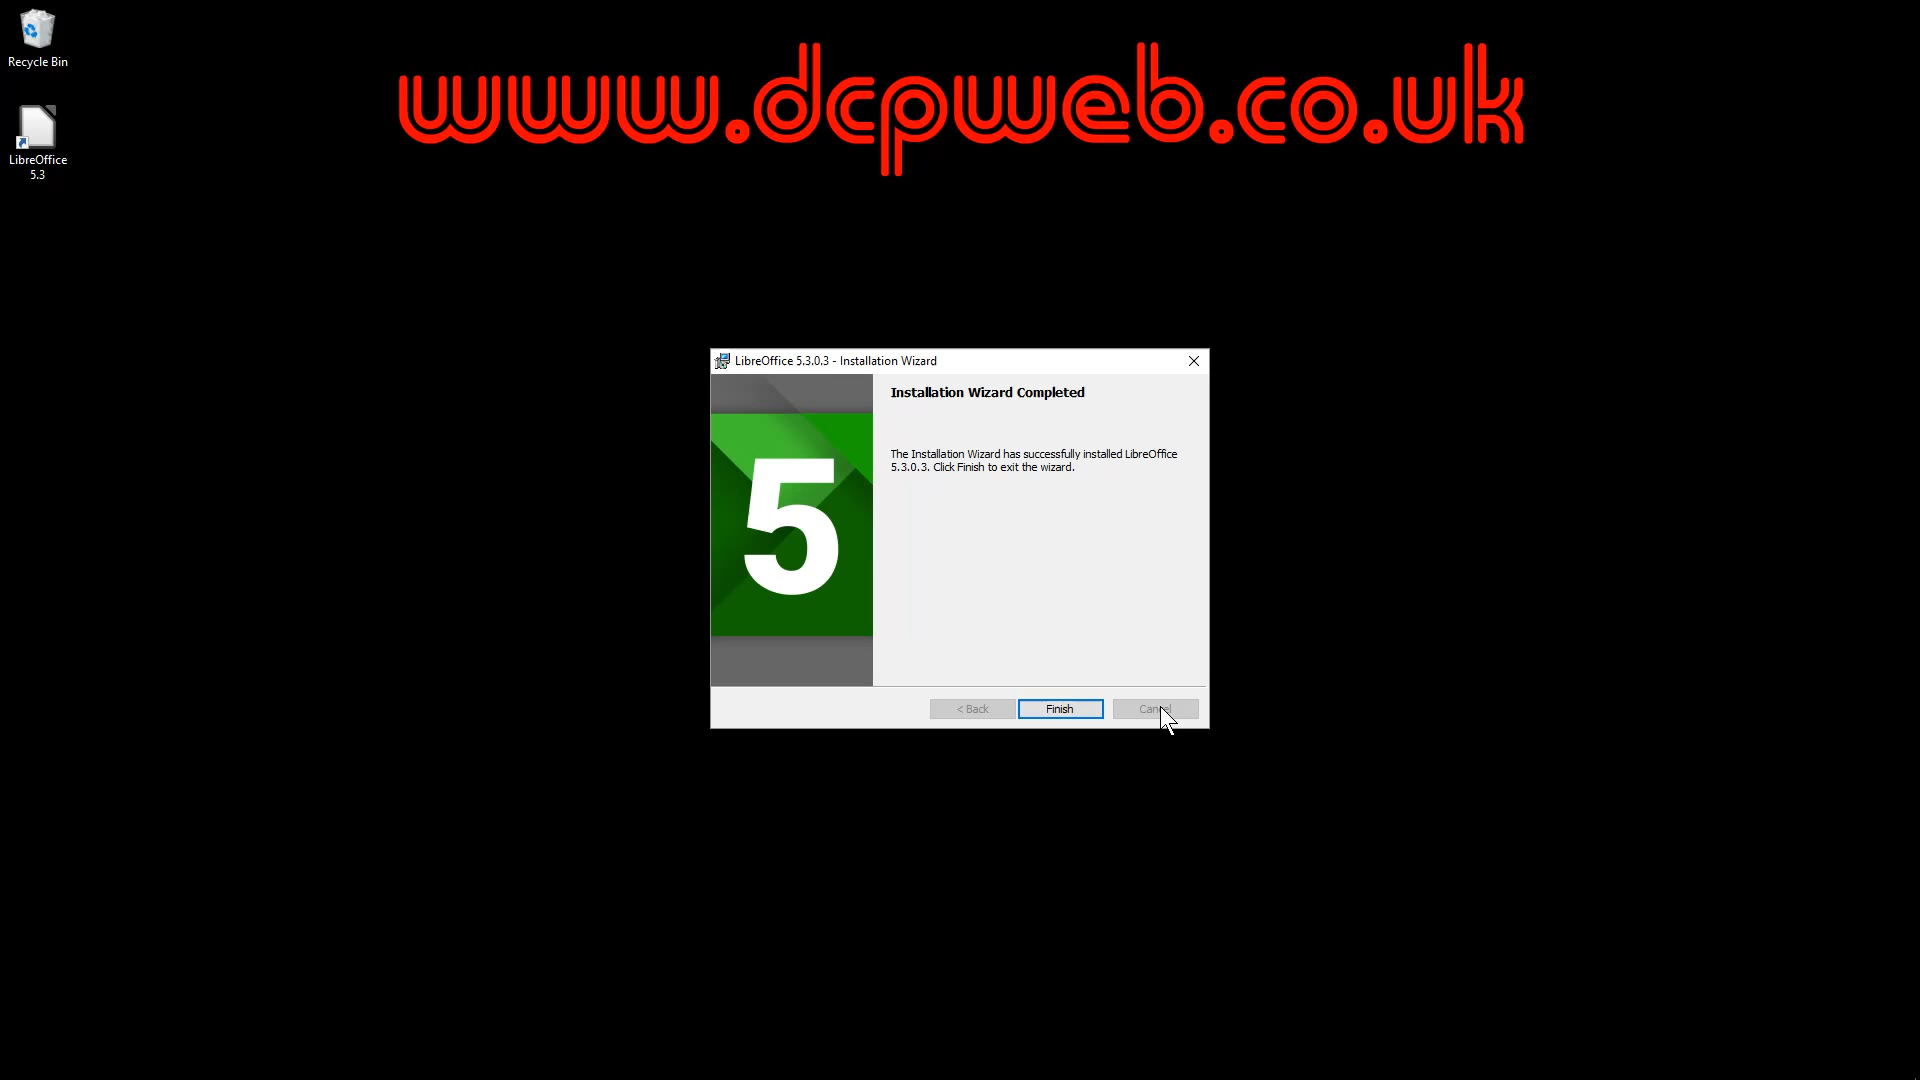 Recycle Bin
LibreOffice
5.3
www.dcpweb.co.uk
LibreOffice 5.3.0.3 - Installation Wizard
5
Installation Wizard Completed
The Installation Wizard has successfully installed LibreOffice
5.3.0.3. Click Finish to exit the wizard.
< Back
Finish
Cancel